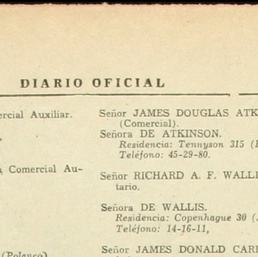 DIARIO OFICIAL
ercial Auxiliar.
Comercial Au-
(Polanco)
Señor JAMES DOUGLAS ATK
(Comercial).
Señora DE ATKINSON.
Residencia: Tennyson 315 (
Teléfono: 45-29-80.
Señor RICHARD A. F. WALLI
tario.
Señora DE WALLIS.
Residencia: Copenhague 30 (
Teléfono: 14-16-11,
Señor JAMES DONALD CARR